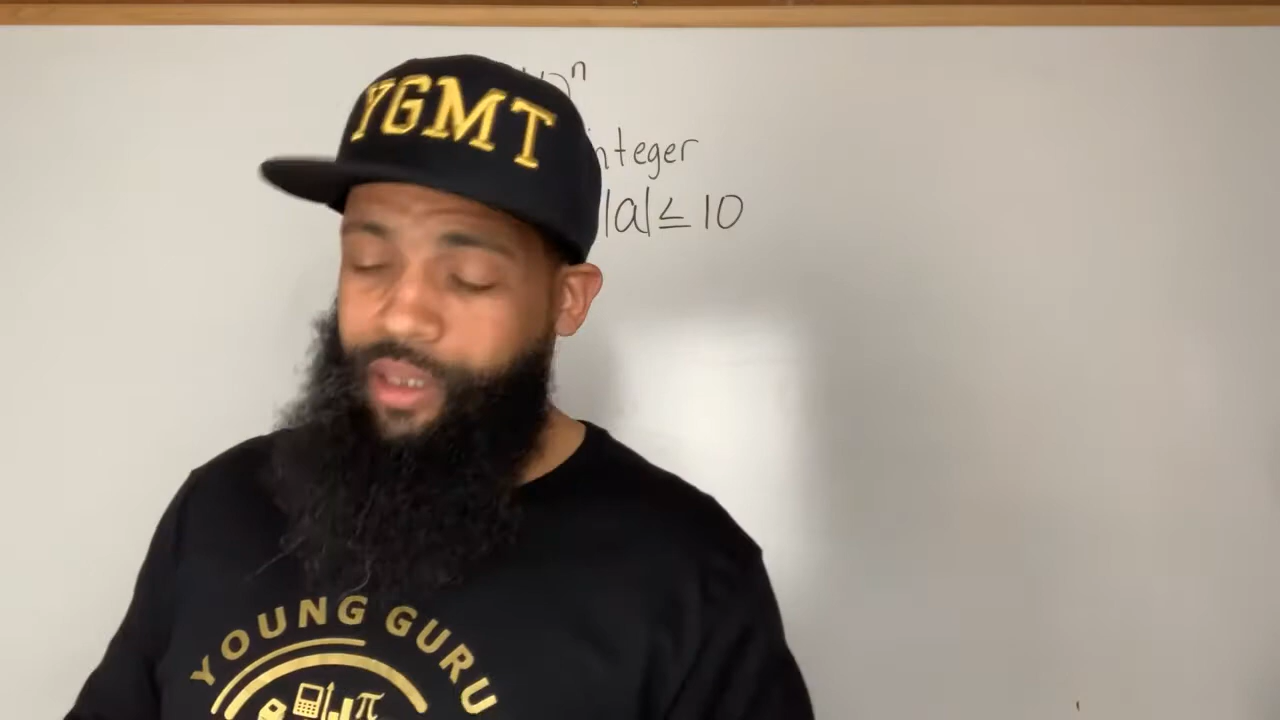 YGMT
n
integer
|a| ≤ 10
YOUNG GURU
π